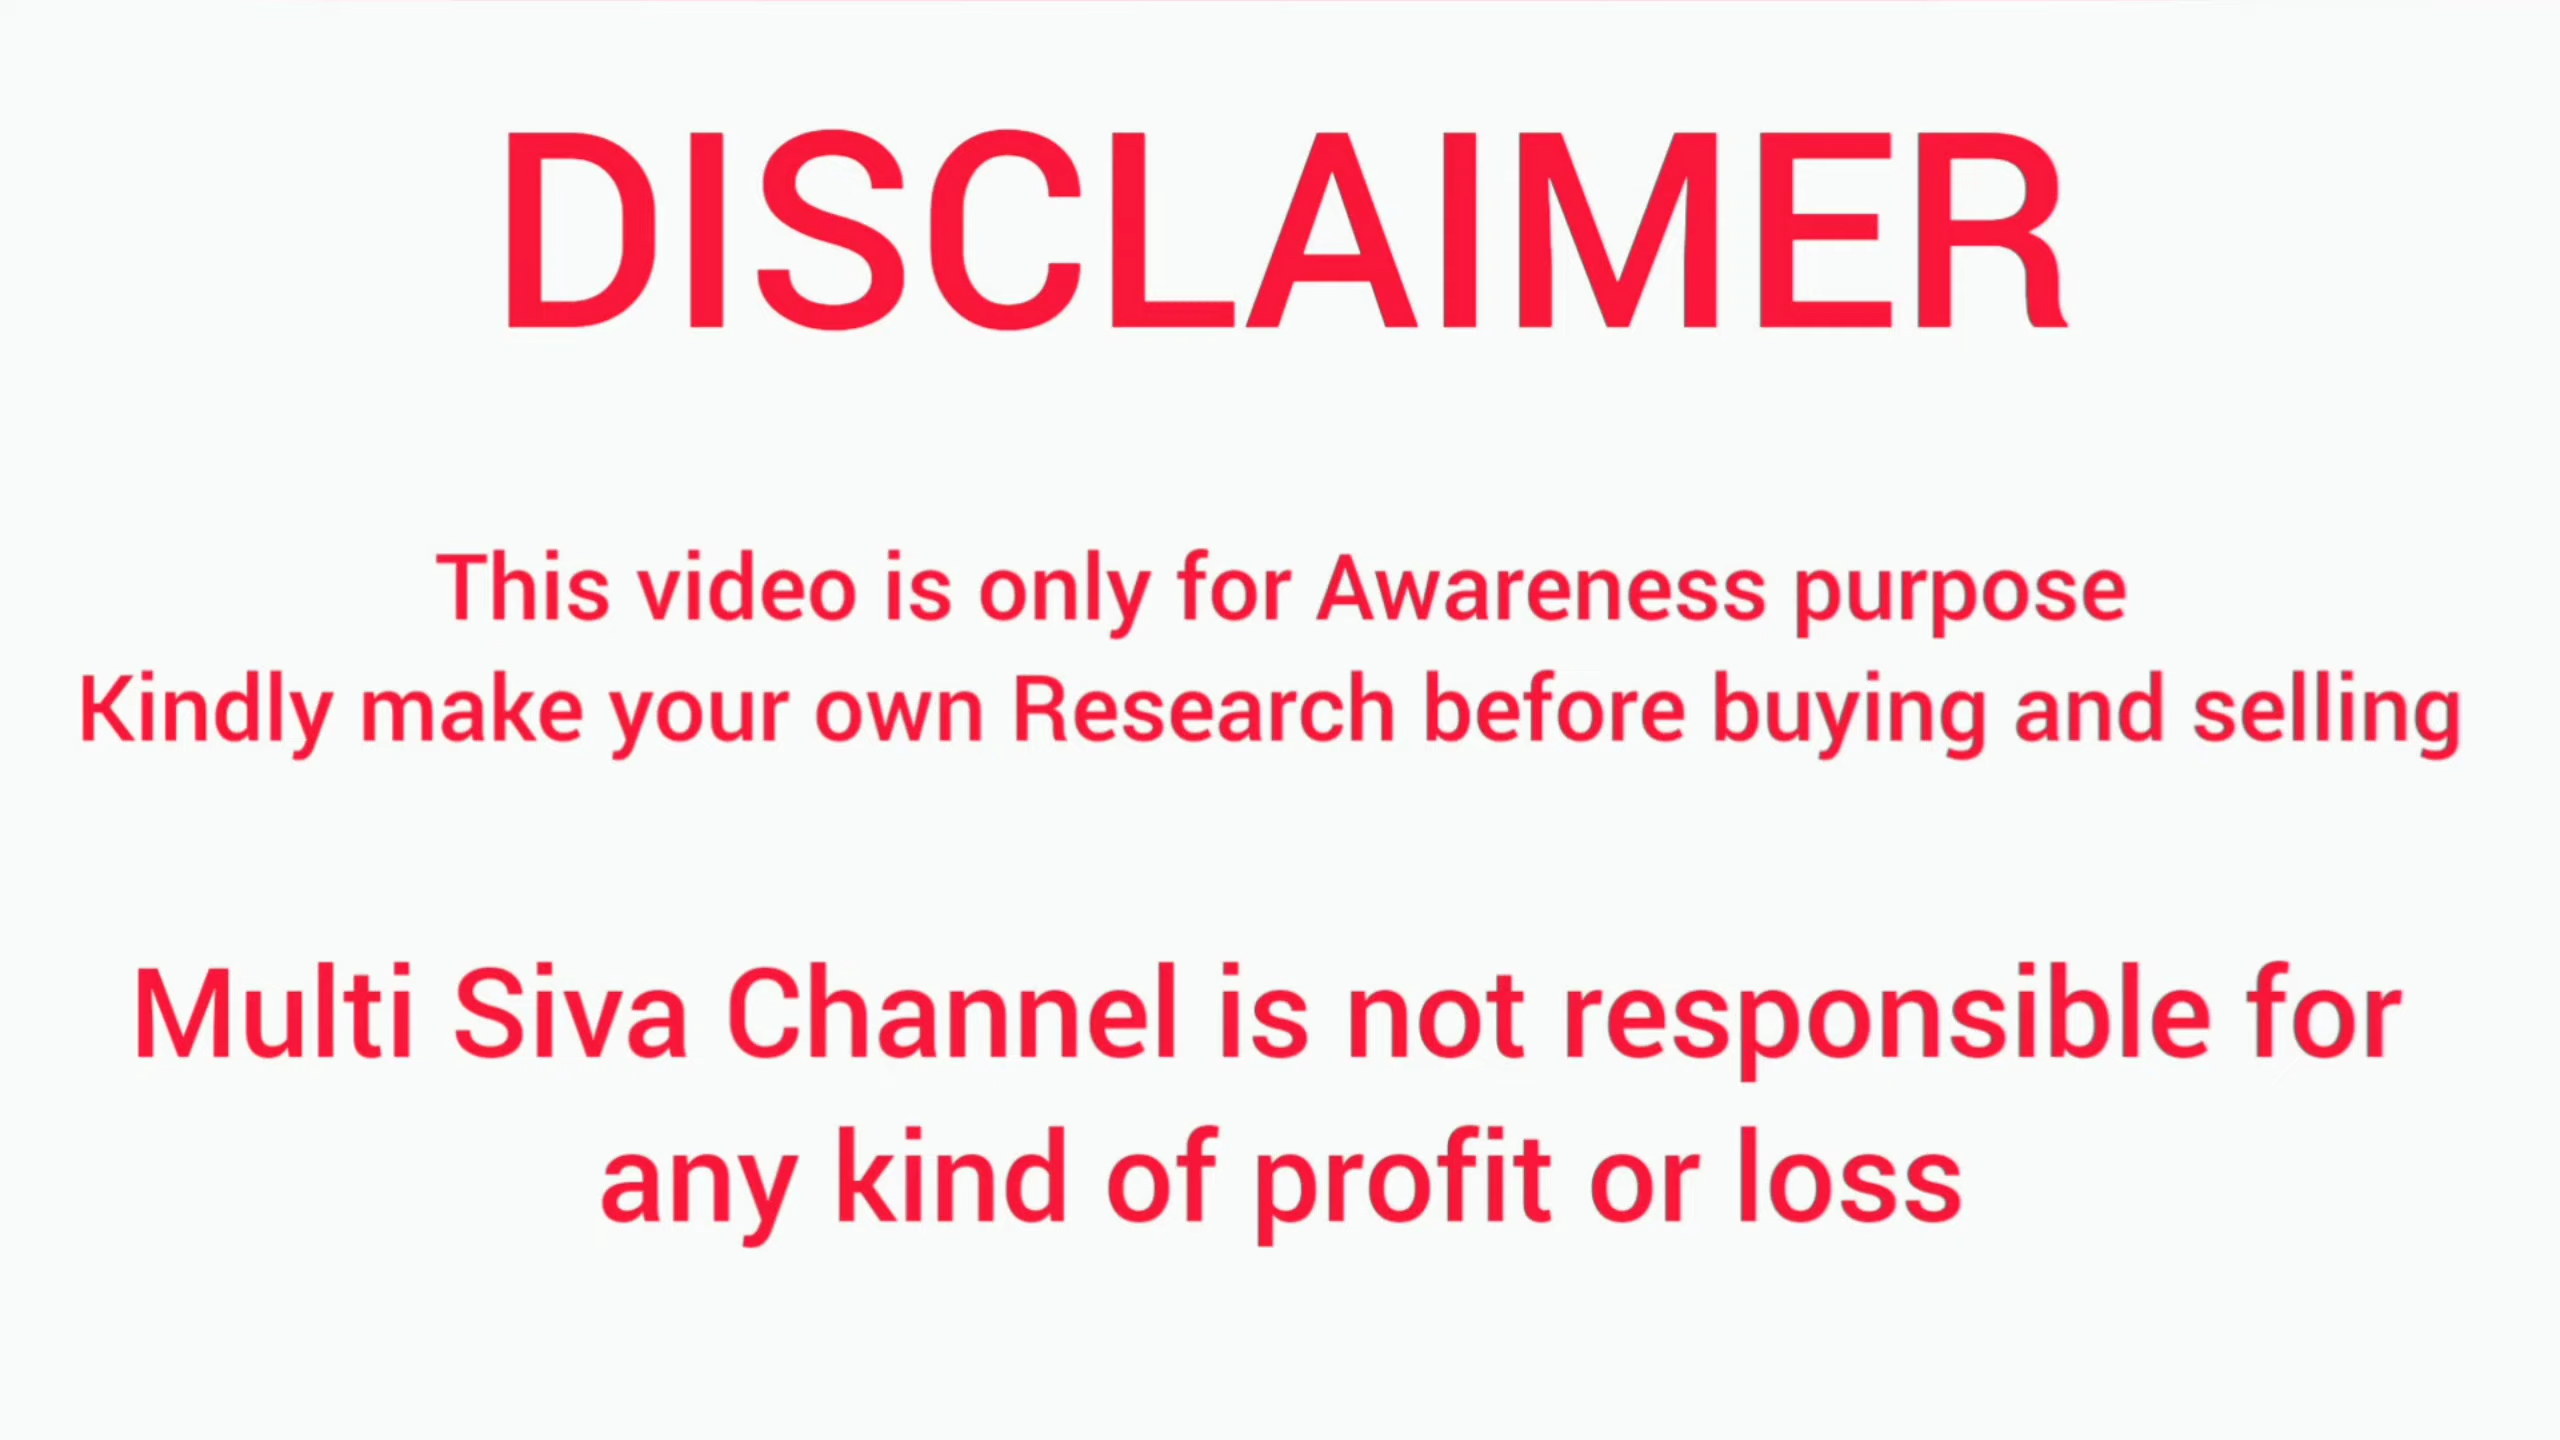 DISCLAIMER
This video is only for Awareness purpose
Kindly make your own Research before buying and selling
Multi Siva Channel is not responsible for
any kind of profit or loss